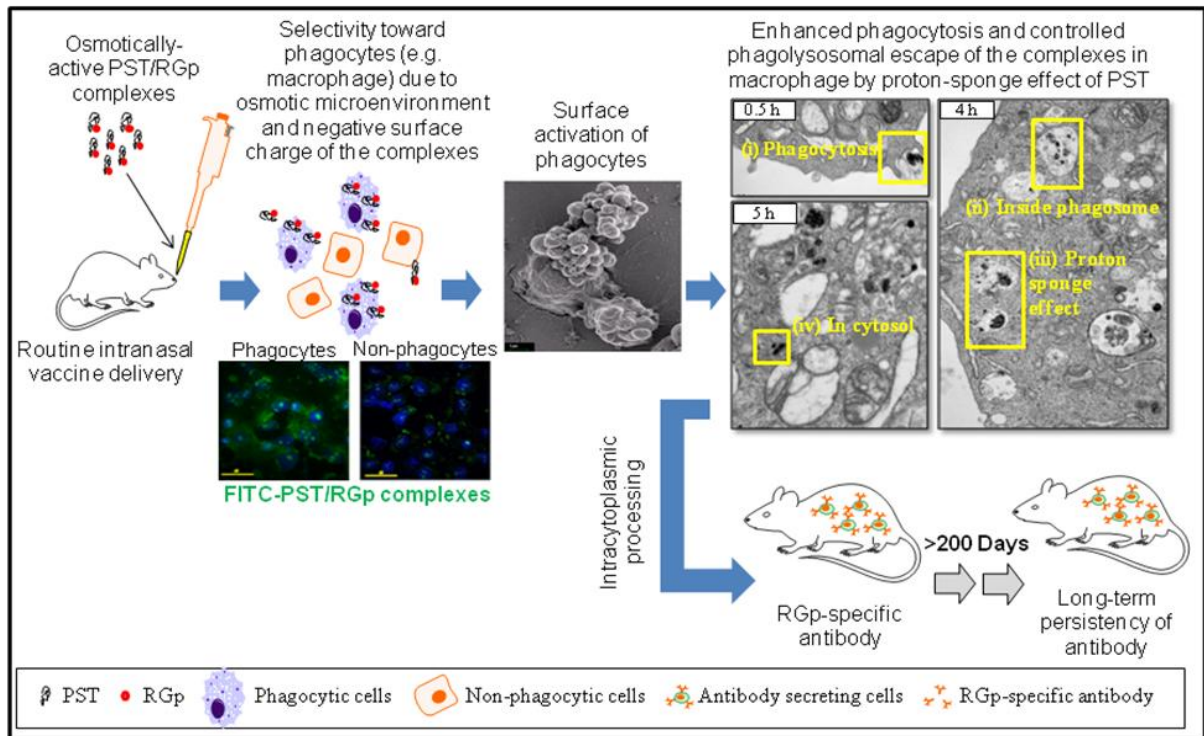 Osmotically-
active PST/RGp
complexes
Routine intranasal
vaccine delivery
Selectivity toward
phagocytes (e.g.
macrophage) due to
osmotic microenvironment
and negative surface
charge of the complexes
Phagocytes Non-phagocytes
FITC-PST/RGp complexes
Surface
activation of
phagocytes
Enhanced phagocytosis and controlled
phagolysosomal escape of the complexes in
macrophage by proton-sponge effect of PST
0.5 h
(i) Phagocytosis
5 h
(iv) In cytosol
4 h
(ii) Inside phagosome
(iii) Proton
sponge
effect
Intracytoplasmic
processing
RGp-specific
antibody
>200 Days
Long-term
persistency of
antibody
PST RGp Phagocytic cells Non-phagocytic cells Antibody secreting cells RGp-specific antibody